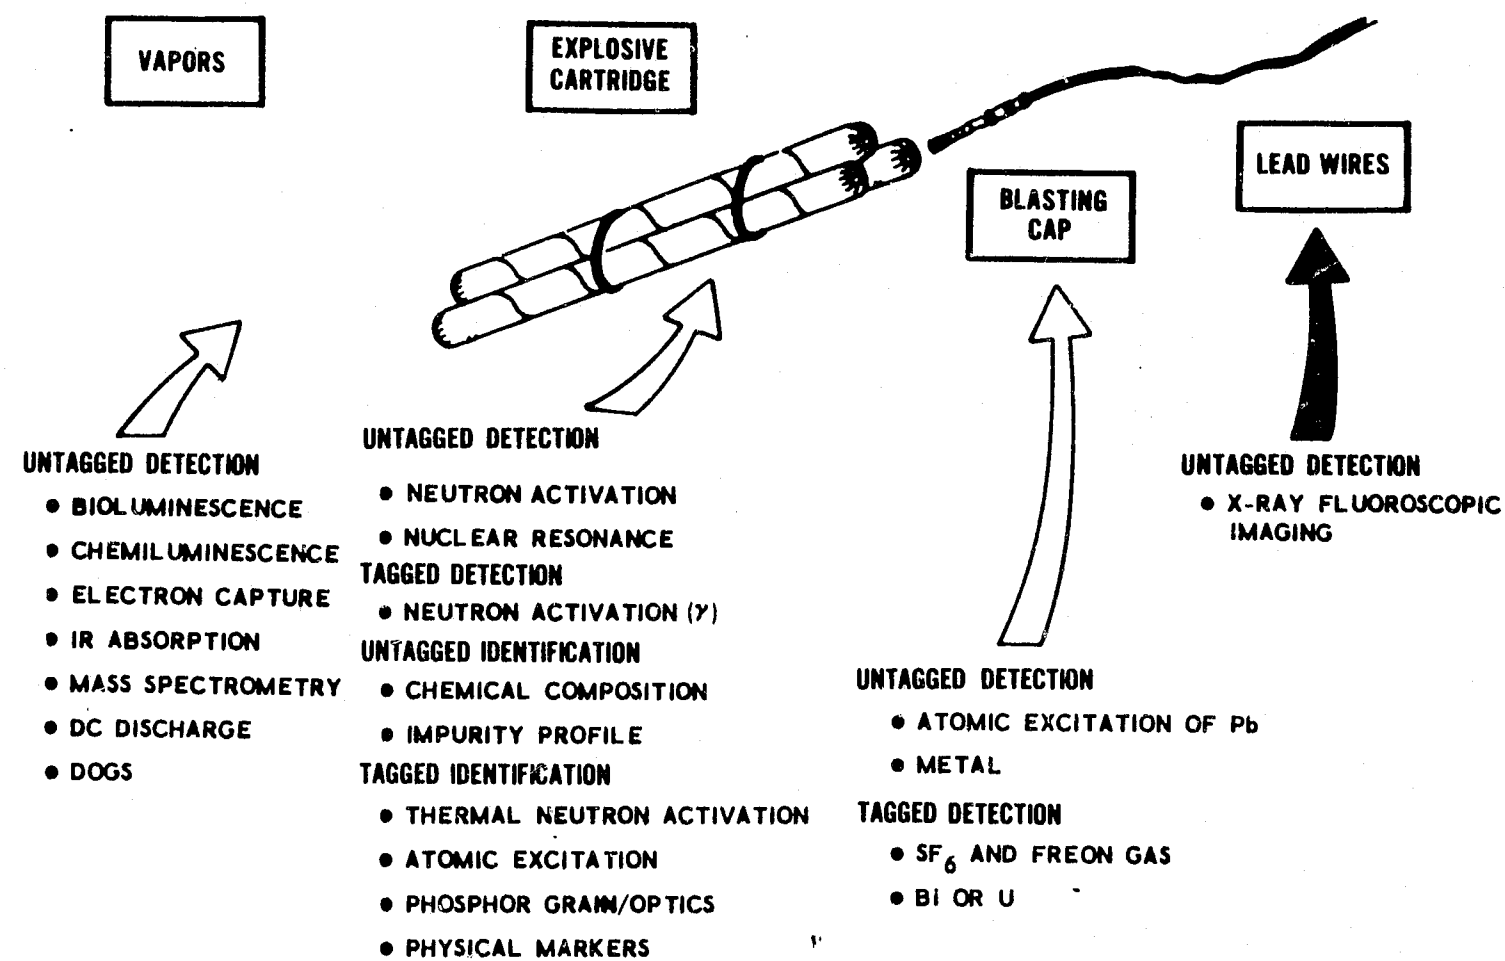 VAPORS
EXPLOSIVE
CARTRIDGE
BLASTING
CAP
LEAD WIRES
UNTAGGED DETECTION
• BIOLUMINESCENCE
• CHEMILUMINESCENCE
• ELECTRON CAPTURE
• IR ABSORPTION
• MASS SPECTROMETRY
• DC DISCHARGE
• DOGS
UNTAGGED DETECTION
• NEUTRON ACTIVATION
• NUCLEAR RESONANCE
TAGGED DETECTION
• NEUTRON ACTIVATION (γ)
UNTAGGED IDENTIFICATION
• CHEMICAL COMPOSITION
• IMPURITY PROFILE
TAGGED IDENTIFICATION
• THERMAL NEUTRON ACTIVATION
• ATOMIC EXCITATION
• PHOSPHOR GRAIN/OPTICS
• PHYSICAL MARKERS
UNTAGGED DETECTION
• ATOMIC EXCITATION OF Pb
• METAL
TAGGED DETECTION
• SF6 AND FREON GAS
• Bi OR U
UNTAGGED DETECTION
• X-RAY FLUOROSCOPIC
IMAGING